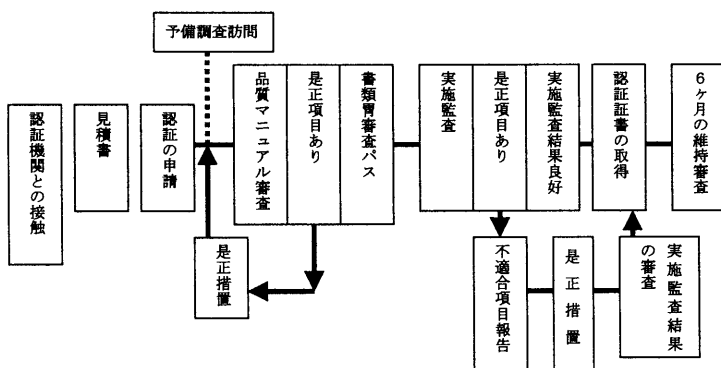 予備調査訪問
認証機関との接触
見積書
認証の申請
品質マニュアル審査
是正項目あり
書類胃審査パス
実施監査
是正項目あり
実施監査結果良好
認証証書の取得
6ヶ月の維持審査
是正措置
不適合項目報告
是正措置
実施監査結果
の審査